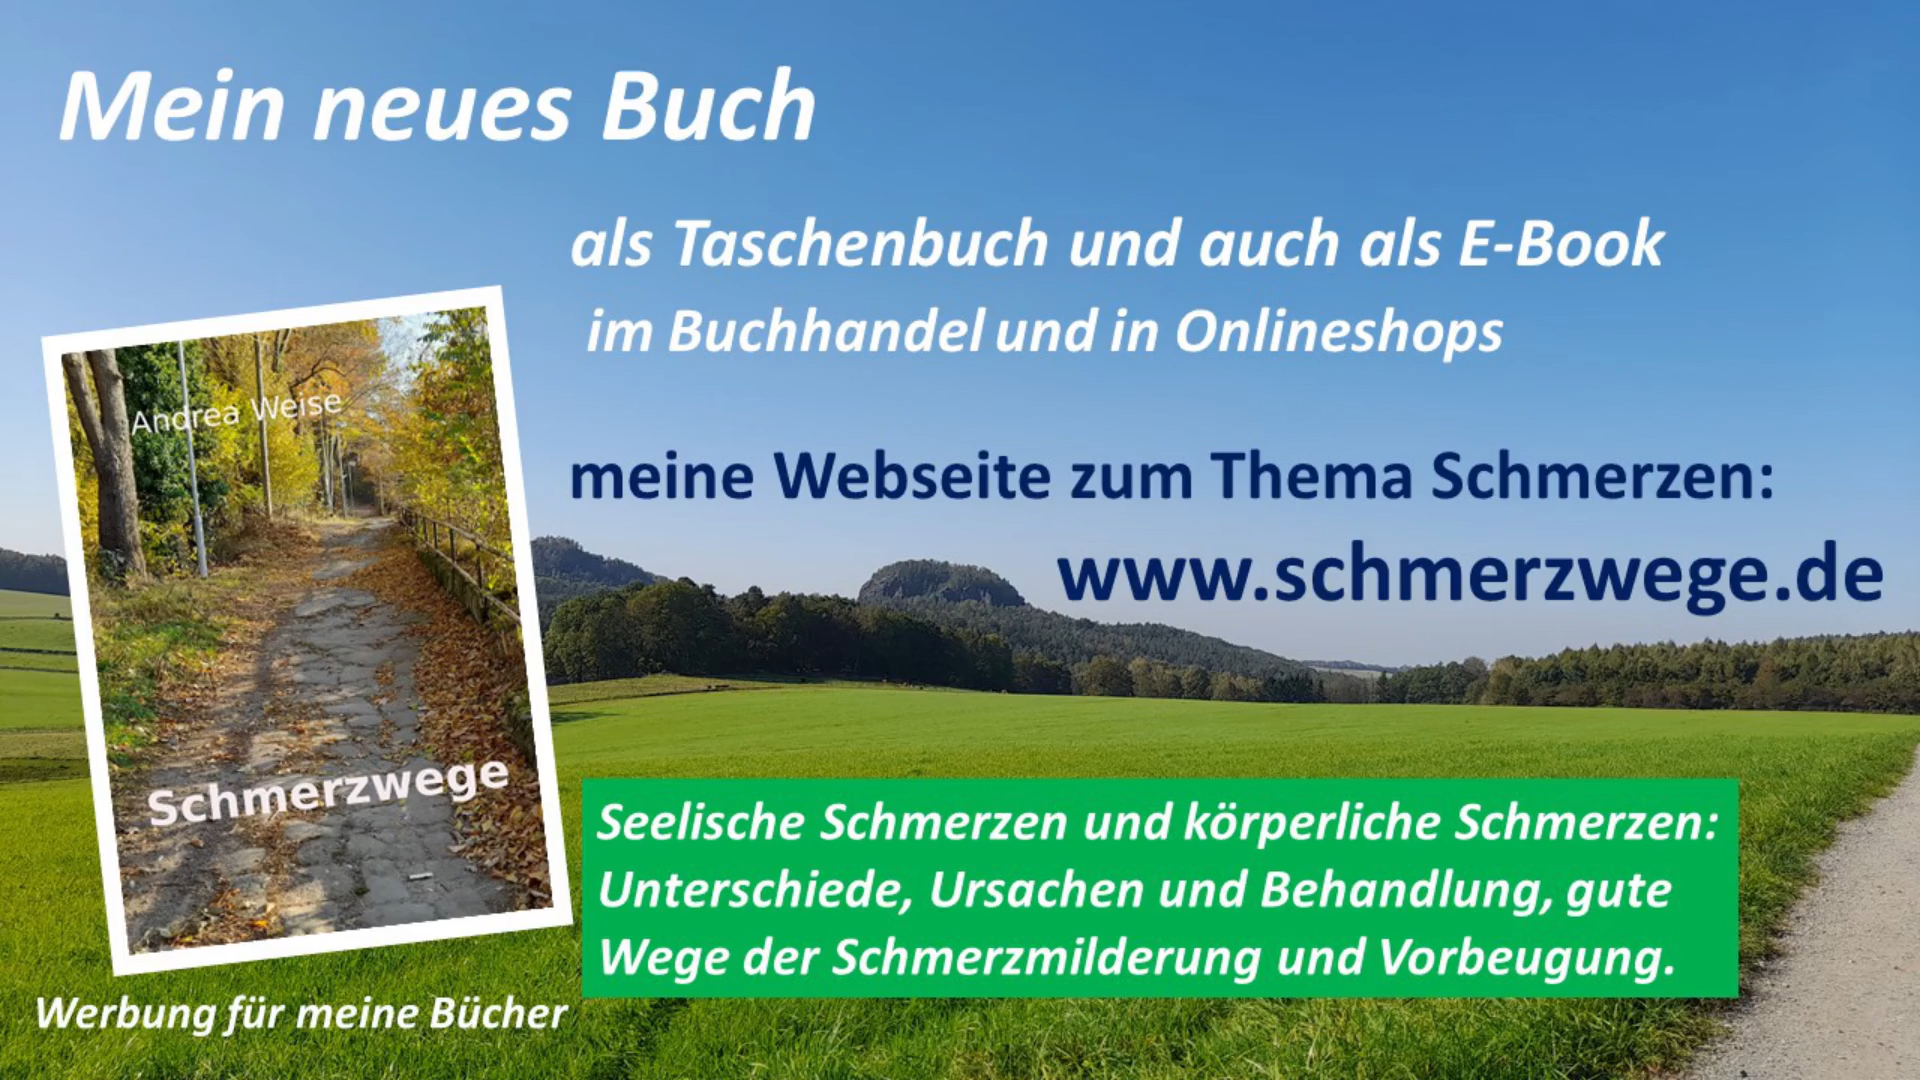 Mein neues Buch
als Taschenbuch und auch als E-Book
im Buchhandel und in Onlineshops
Andrea Weise
meine Webseite zum Thema Schmerzen:
www.schmerzwege.de
Schmerzwege
Seelische Schmerzen und körperliche Schmerzen:
Unterschiede, Ursachen und Behandlung, gute
Wege der Schmerzmilderung und Vorbeugung.
Werbung für meine Bücher